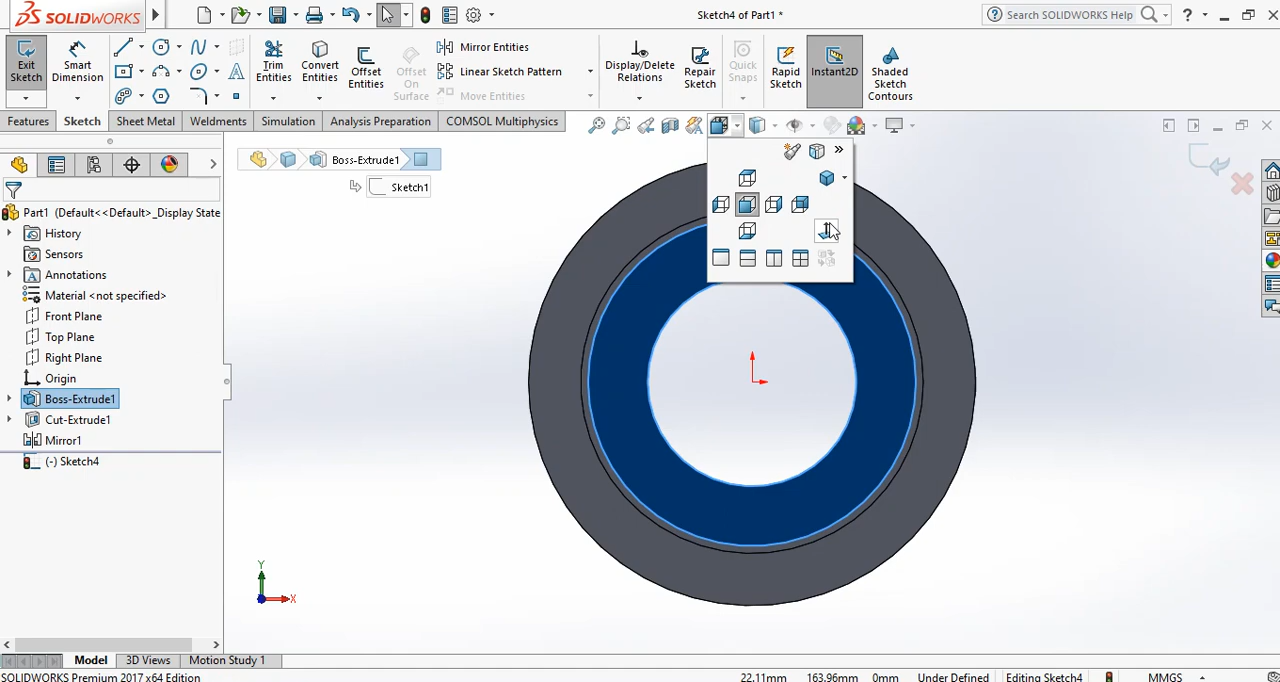 SOLIDWORKS
Sketch4 of Part1 *
Search SOLIDWORKS Help
?
Exit Sketch
Smart Dimension
Trim Entities
Convert Entities
Offset Entities
Offset On Surface
Mirror Entities
Linear Sketch Pattern
Move Entities
Display/Delete Relations
Repair Sketch
Quick Snaps
Rapid Sketch
Instant2D
Shaded Sketch Contours
Features
Sketch
Sheet Metal
Weldments
Simulation
Analysis Preparation
COMSOL Multiphysics
Boss-Extrude1
Sketch1
Part1 (Default<<Default>_Display State
History
Sensors
Annotations
Material <not specified>
Front Plane
Top Plane
Right Plane
Origin
Boss-Extrude1
Cut-Extrude1
Mirror1
(-) Sketch4
Y
X
Model
3D Views
Motion Study 1
SOLIDWORKS Premium 2017 x64 Edition
22.11mm
163.96mm
0mm
Under Defined
Editing Sketch4
MMGS